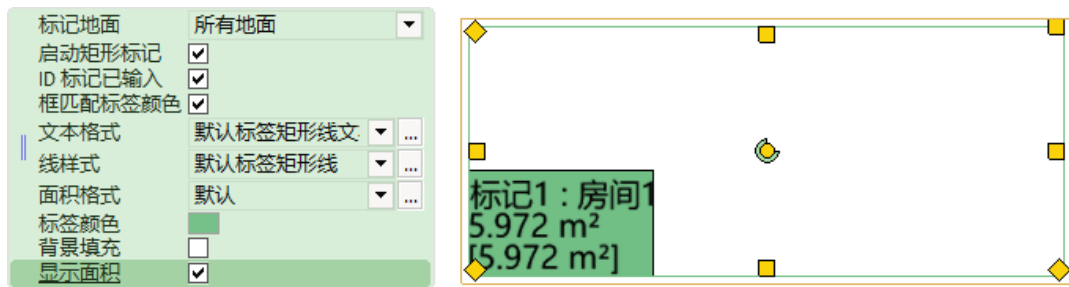 标记地面 所有地面
启动矩形标记
ID 标记已输入
框匹配标签颜色
文本格式 默认标签矩形线文. ...
线样式 默认标签矩形线 ...
面积格式 默认 ...
标签颜色
背景填充
显示面积
标记1：房间1
5.972 m²
[5.972 m²]